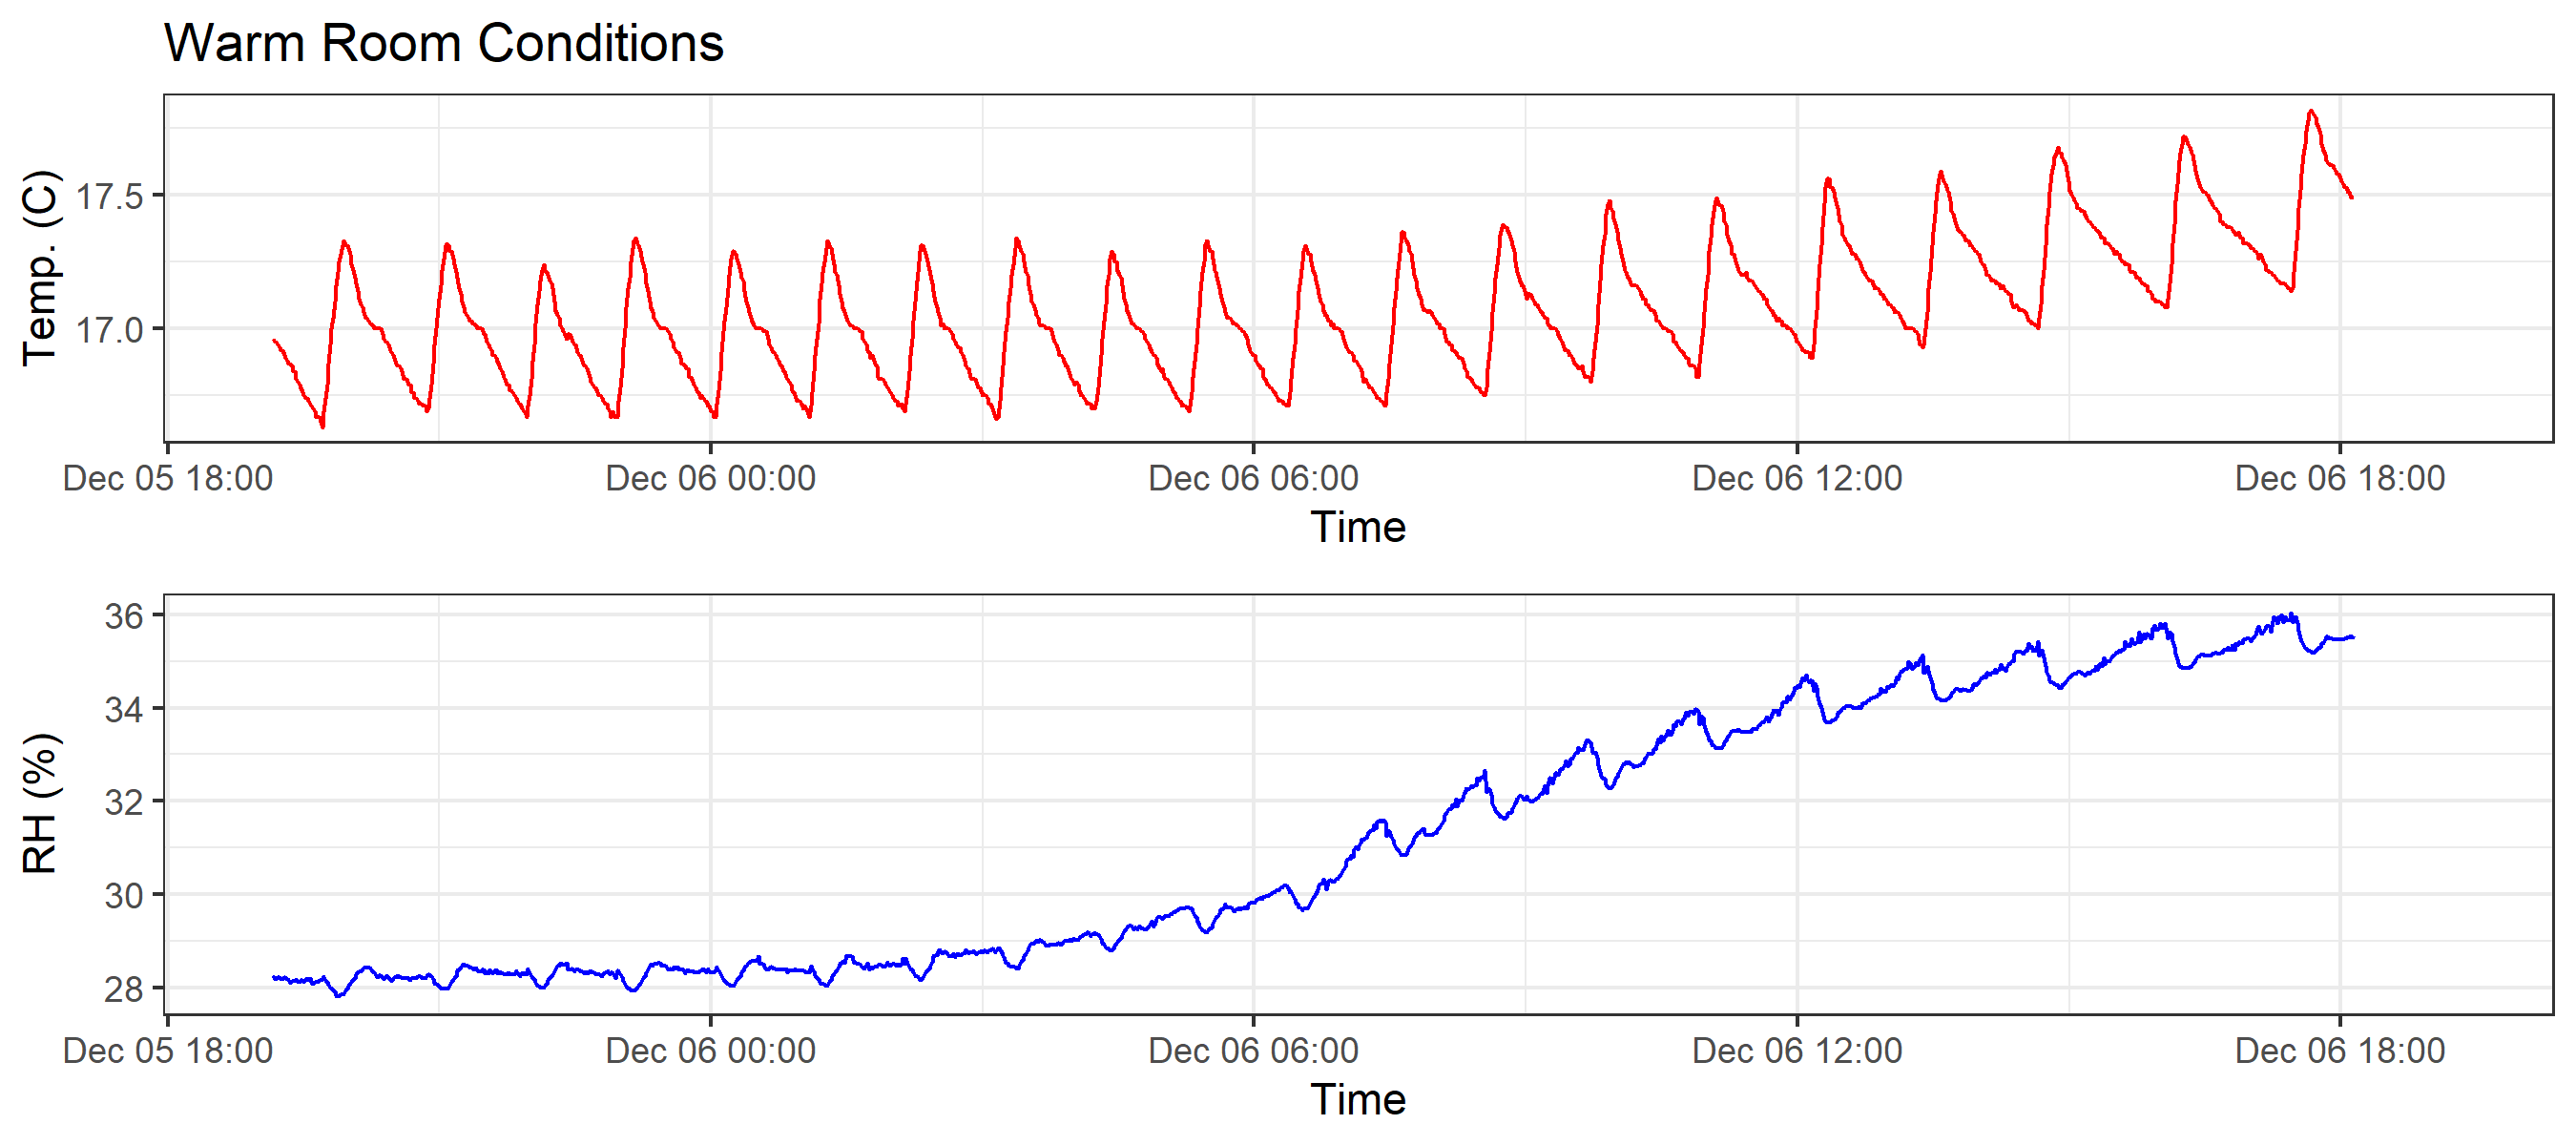 Warm Room Conditions
Temp. (C)
17.5
17.0
Dec 05 18:00 Dec 06 00:00 Dec 06 06:00 Dec 06 12:00 Dec 06 18:00
Time
RH (%)
36
34
32
30
28
Dec 05 18:00 Dec 06 00:00 Dec 06 06:00 Dec 06 12:00 Dec 06 18:00
Time